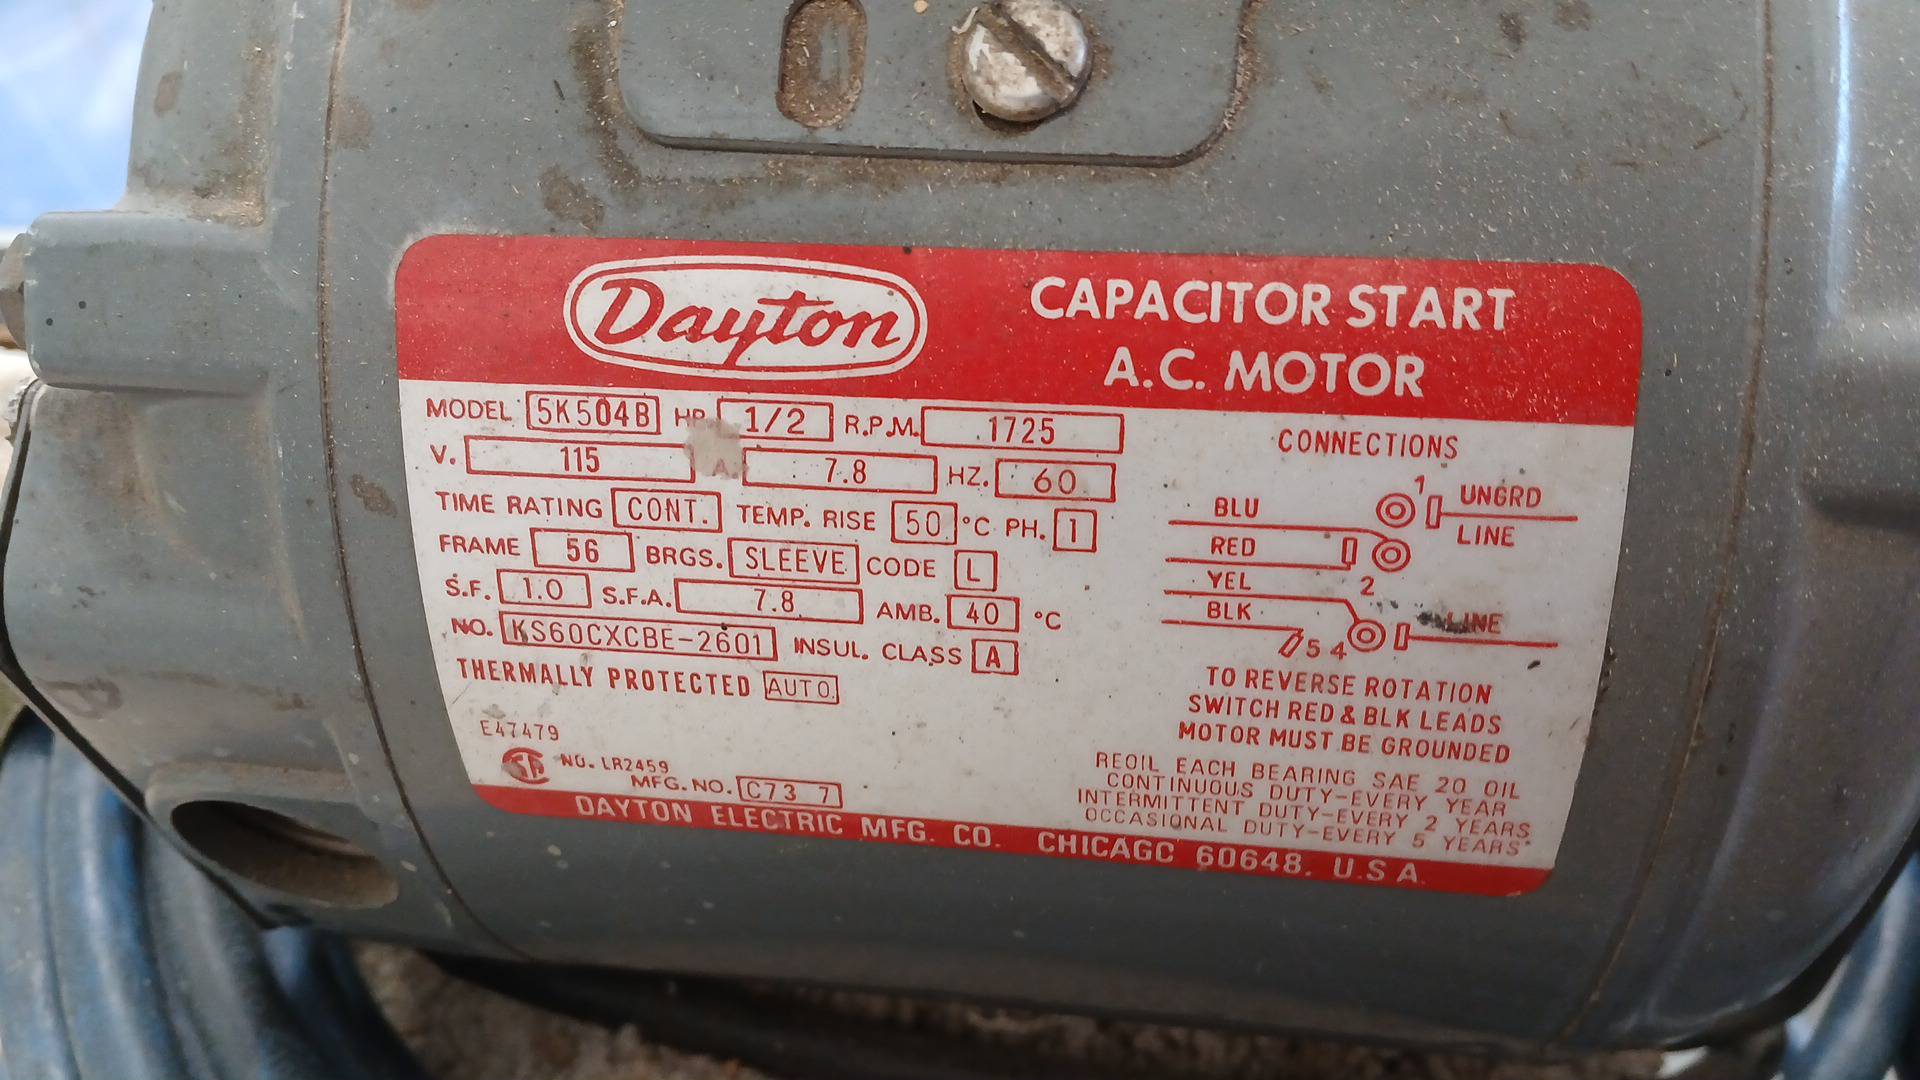 Dayton
CAPACITOR START
A.C. MOTOR
MODEL 5K504B HP. 1/2 R.P.M. 1725
V. 115 A. 7.8 HZ. 60
TIME RATING CONT. TEMP. RISE 50 °C PH. 1
FRAME 56 BRGS. SLEEVE CODE L
S.F. 1.0 S.F.A. 7.8 AMB. 40 °C
NO. KS60CXCBE-2601 INSUL. CLASS A
THERMALLY PROTECTED AUTO.
E47479
SA NO. LR2459
MFG. NO. C73 7
CONNECTIONS
1 UNGRD
BLU
LINE
RED
2
YEL
BLK
LINE
5 4
TO REVERSE ROTATION
SWITCH RED & BLK LEADS
MOTOR MUST BE GROUNDED
REOIL EACH BEARING SAE 20 OIL
CONTINUOUS DUTY-EVERY YEAR
INTERMITTENT DUTY-EVERY 2 YEARS
OCCASIONAL DUTY-EVERY 5 YEARS
DAYTON ELECTRIC MFG. CO. CHICAGO 60648. U.S.A.